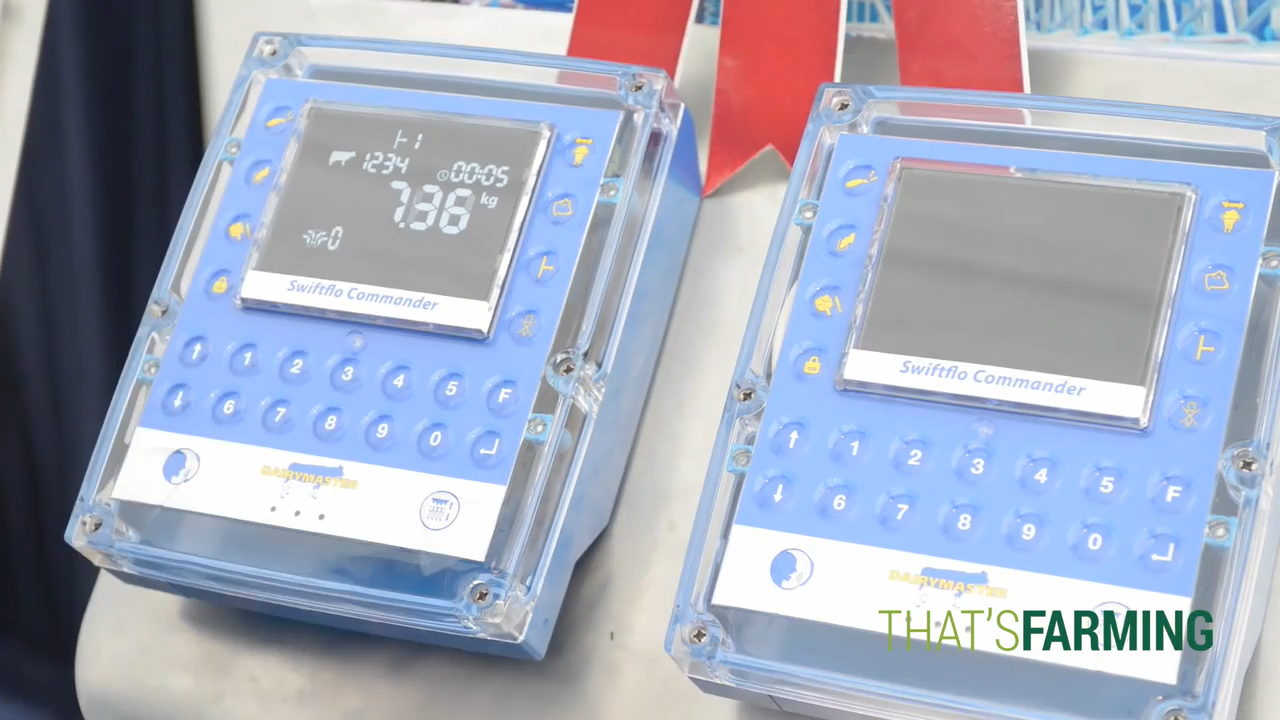 ⊢1
1234
00:05
7.36 kg
0
Swiftflo Commander
1 2 3 4 5 F
6 7 8 9 0
DAIRYMASTER
Swiftflo Commander
1 2 3 4 5 F
6 7 8 9 0
DAIRYMASTER
THAT'SFARMING